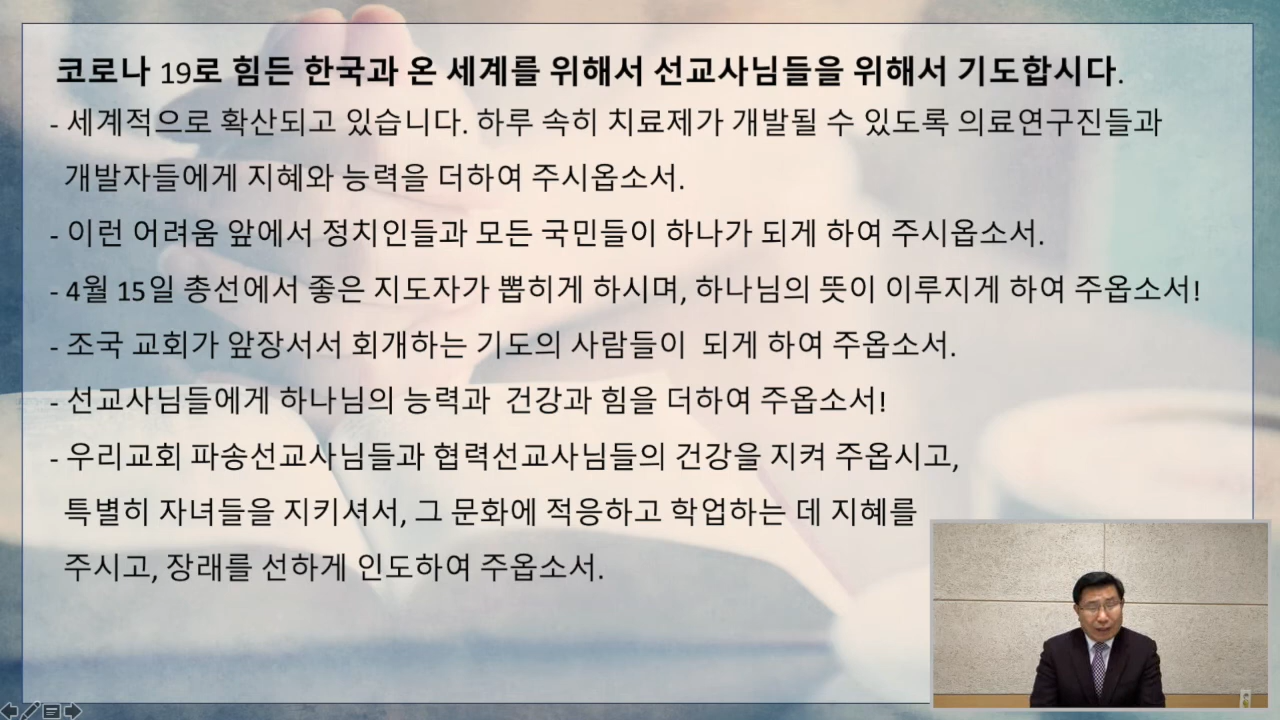 코로나 19로 힘든 한국과 온 세계를 위해서 선교사님들을 위해서 기도합시다.
- 세계적으로 확산되고 있습니다. 하루 속히 치료제가 개발될 수 있도록 의료연구진들과
개발자들에게 지혜와 능력을 더하여 주시옵소서.
- 이런 어려움 앞에서 정치인들과 모든 국민들이 하나가 되게 하여 주시옵소서.
- 4월 15일 총선에서 좋은 지도자가 뽑히게 하시며, 하나님의 뜻이 이루지게 하여 주옵소서!
- 조국 교회가 앞장서서 회개하는 기도의 사람들이 되게 하여 주옵소서.
- 선교사님들에게 하나님의 능력과 건강과 힘을 더하여 주옵소서!
- 우리교회 파송선교사님들과 협력선교사님들의 건강을 지켜 주옵시고,
특별히 자녀들을 지키셔서, 그 문화에 적응하고 학업하는 데 지혜를
주시고, 장래를 선하게 인도하여 주옵소서.